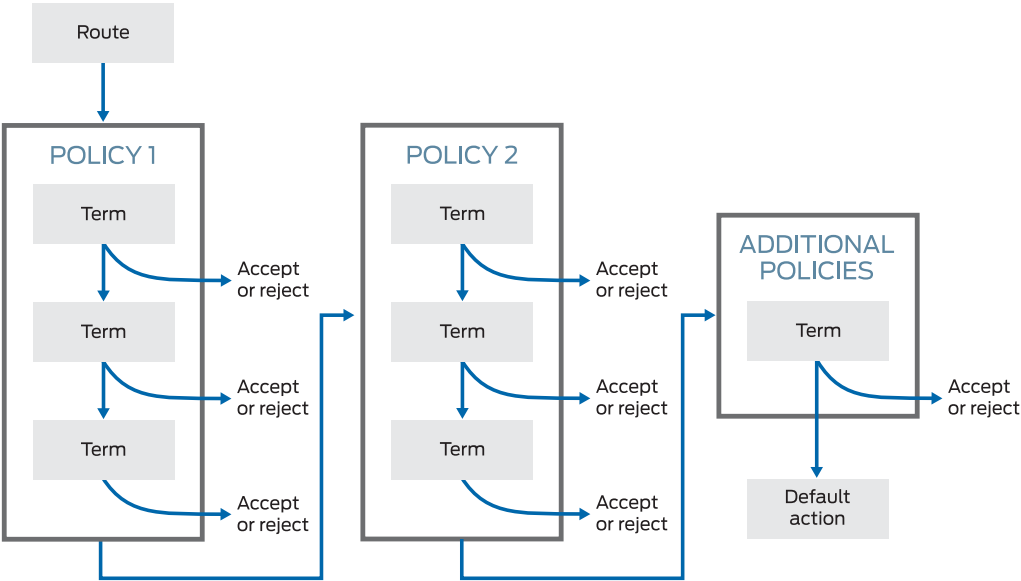 Route
POLICY 1
Term
Accept
or reject
Term
Accept
or reject
Term
Accept
or reject
POLICY 2
Term
Accept
or reject
Term
Accept
or reject
Term
Accept
or reject
ADDITIONAL
POLICIES
Term
Accept
or reject
Default
action